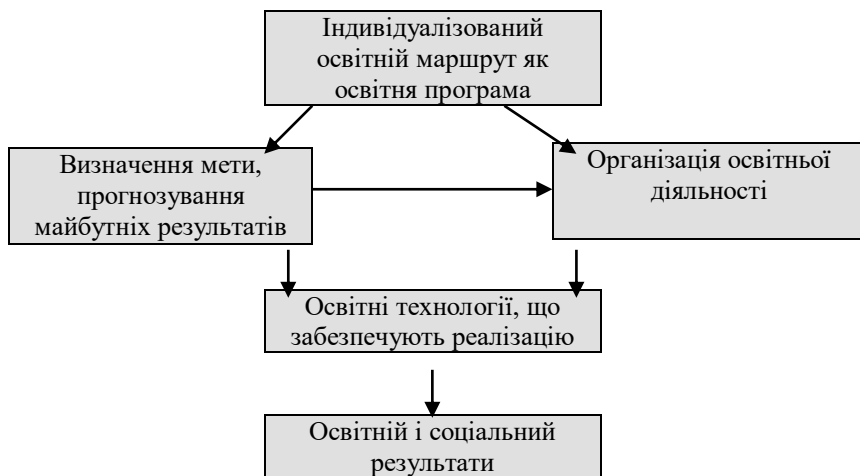 Індивідуалізований
освітній маршрут як
освітня програма
Визначення мети,
прогнозування
майбутніх результатів
Організація освітньої
діяльності
Освітні технології, що
забезпечують реалізацію
Освітній і соціальний
результати